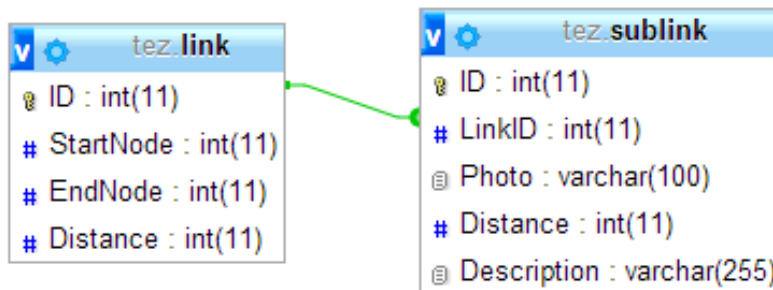 v tez.link
ID : int(11)
# StartNode : int(11)
# EndNode : int(11)
# Distance : int(11)
v tez.sublink
ID : int(11)
# LinkID : int(11)
Photo : varchar(100)
# Distance : int(11)
Description : varchar(255)